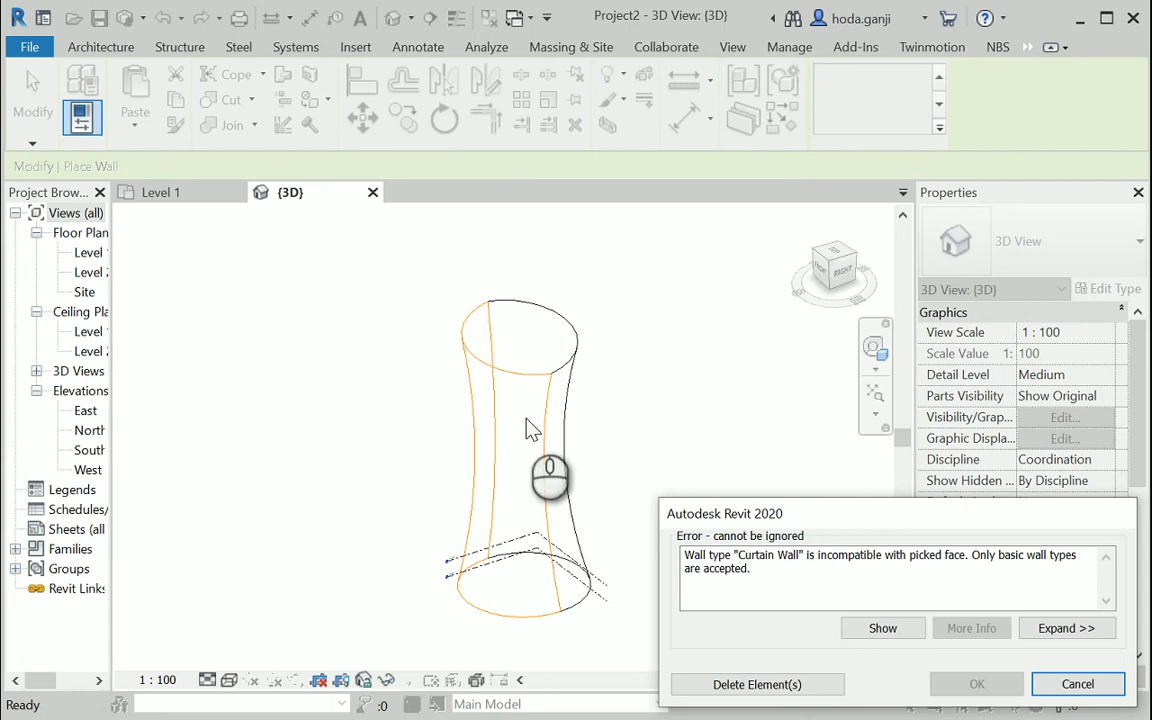 Project2 - 3D View: {3D}
hoda.ganji
File Architecture Structure Steel Systems Insert Annotate Analyze Massing & Site Collaborate View Manage Add-Ins Twinmotion NBS
Modify
Paste
Cope
Cut
Join
Modify | Place Wall
Project Brow...
Level 1
{3D}
Properties
Views (all)
Floor Plan
Level
Level
Site
Ceiling Pla
Level
Level
3D Views
Elevations
East
North
South
West
Legends
Schedules/
Sheets (all
Families
Groups
Revit Links
TOP
RIGHT
3D View
3D View: {3D}
Edit Type
Graphics
View Scale 1 : 100
Scale Value 1: 100
Detail Level Medium
Parts Visibility Show Original
Visibility/Grap... Edit...
Graphic Displa... Edit...
Discipline Coordination
Show Hidden ... By Discipline
Autodesk Revit 2020
Error - cannot be ignored
Wall type "Curtain Wall" is incompatible with picked face. Only basic wall types
are accepted.
Show
More Info
Expand >>
Delete Element(s)
OK
Cancel
1 : 100
Ready
:0
Main Model